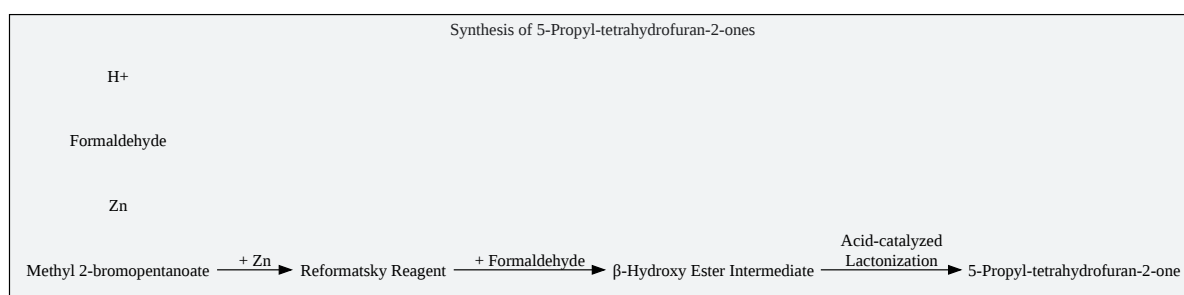 Synthesis of 5-Propyl-tetrahydrofuran-2-ones
H+
Formaldehyde
Zn
Methyl 2-bromopentanoate
+ Zn
Reformatsky Reagent
+ Formaldehyde
β-Hydroxy Ester Intermediate
Acid-catalyzed
Lactonization
5-Propyl-tetrahydrofuran-2-one